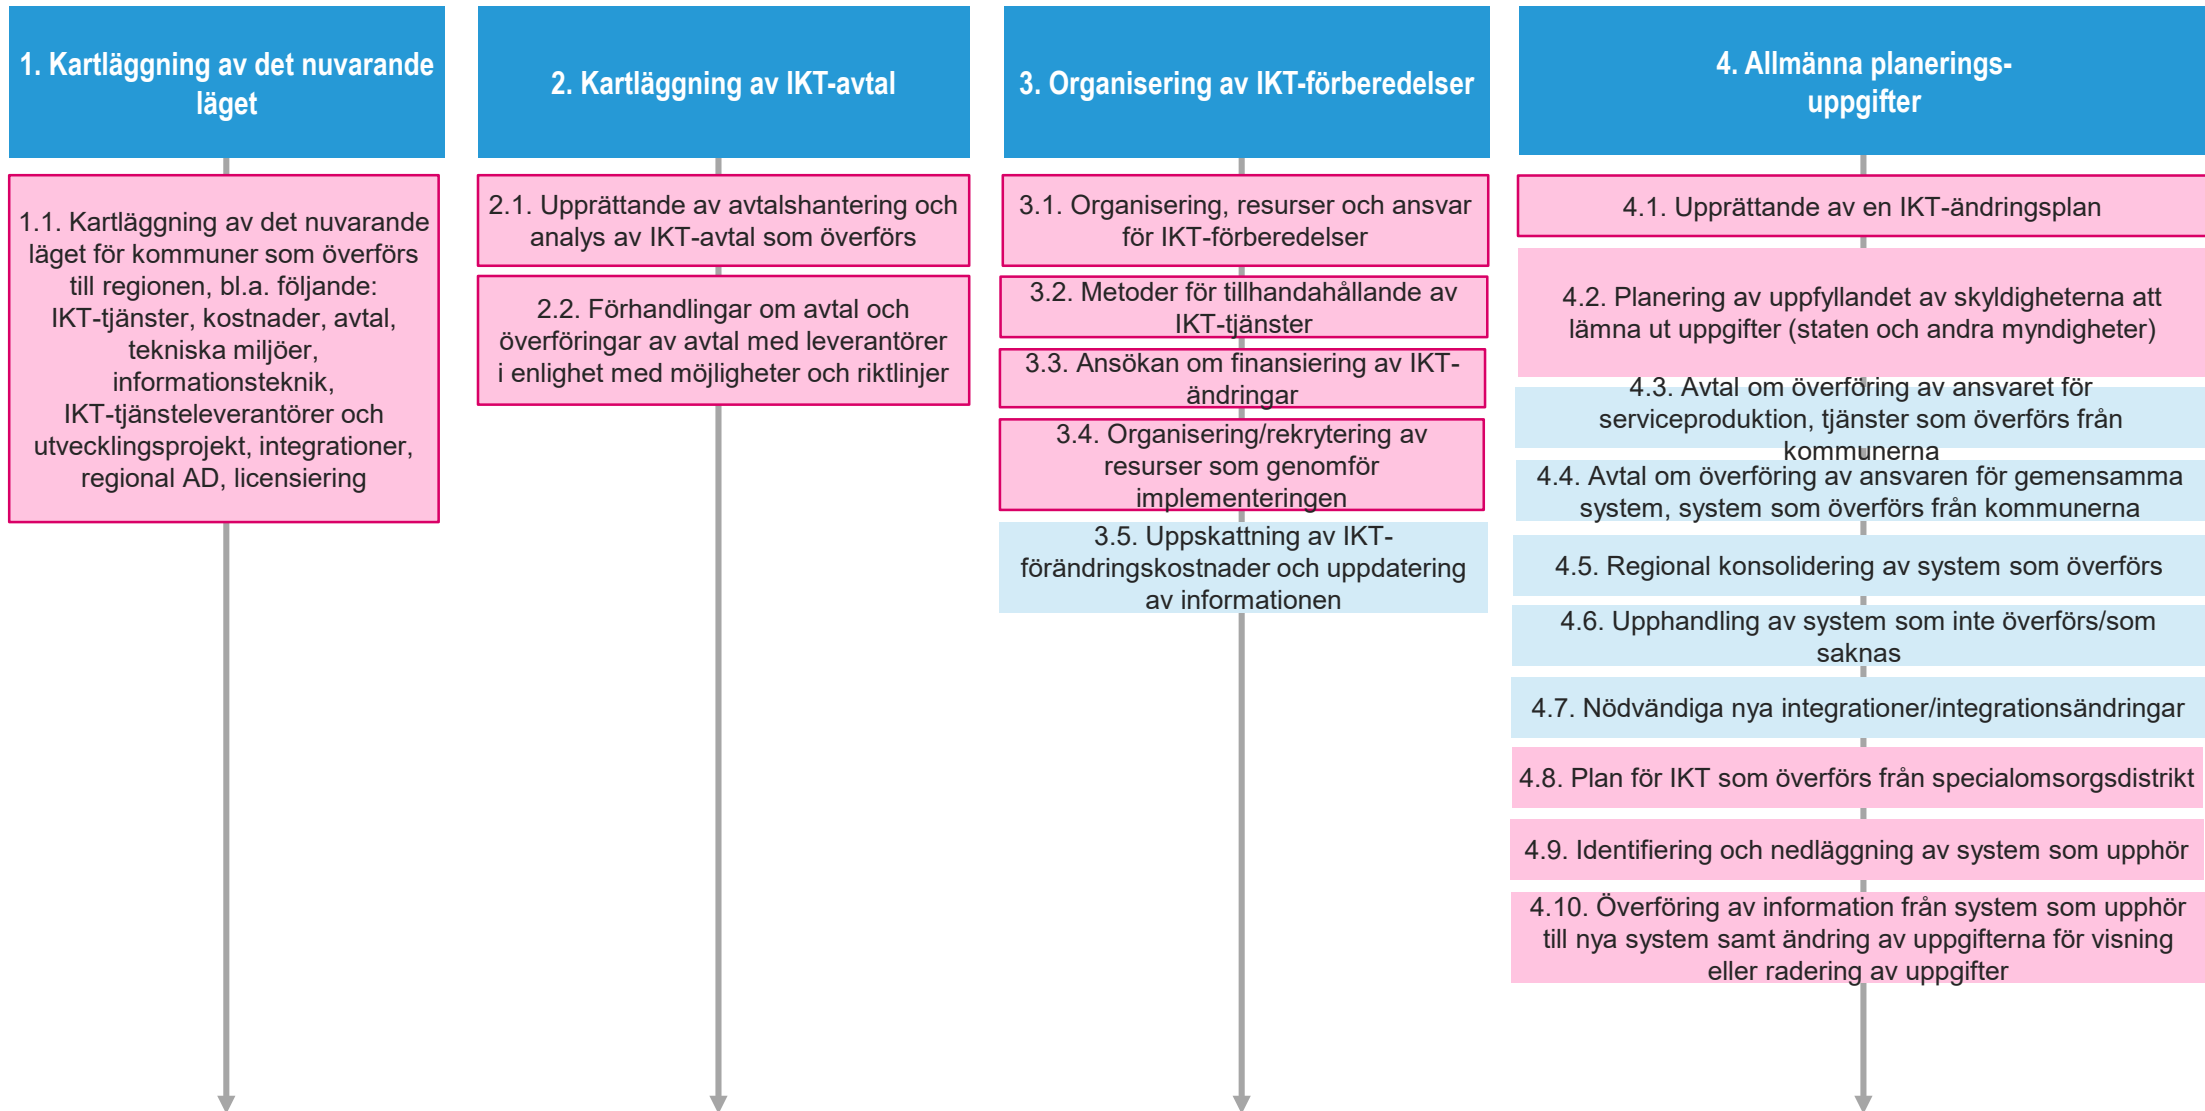 1. Kartläggning av det nuvarande
läget
1.1. Kartläggning av det nuvarande
läget för kommuner som överförs
till regionen, bl.a. följande:
IKT-tjänster, kostnader, avtal,
tekniska miljöer,
informationsteknik,
IKT-tjänsteleverantörer och
utvecklingsprojekt, integrationer,
regional AD, licensiering
2. Kartläggning av IKT-avtal
2.1. Upprättande av avtalshantering och
analys av IKT-avtal som överförs
2.2. Förhandlingar om avtal och
överföringar av avtal med leverantörer
i enlighet med möjligheter och riktlinjer
3. Organisering av IKT-förberedelser
3.1. Organisering, resurser och ansvar
för IKT-förberedelser
3.2. Metoder för tillhandahållande av
IKT-tjänster
3.3. Ansökan om finansiering av IKT-
ändringar
3.4. Organisering/rekrytering av
resurser som genomför
implementeringen
3.5. Uppskattning av IKT-
förändringskostnader och uppdatering
av informationen
4. Allmänna planerings-
uppgifter
4.1. Upprättande av en IKT-ändringsplan
4.2. Planering av uppfyllandet av skyldigheterna att
lämna ut uppgifter (staten och andra myndigheter)
4.3. Avtal om överföring av ansvaret för
serviceproduktion, tjänster som överförs från
kommunerna
4.4. Avtal om överföring av ansvaren för gemensamma
system, system som överförs från kommunerna
4.5. Regional konsolidering av system som överförs
4.6. Upphandling av system som inte överförs/som
saknas
4.7. Nödvändiga nya integrationer/integrationsändringar
4.8. Plan för IKT som överförs från specialomsorgsdistrikt
4.9. Identifiering och nedläggning av system som upphör
4.10. Överföring av information från system som upphör
till nya system samt ändring av uppgifterna för visning
eller radering av uppgifter